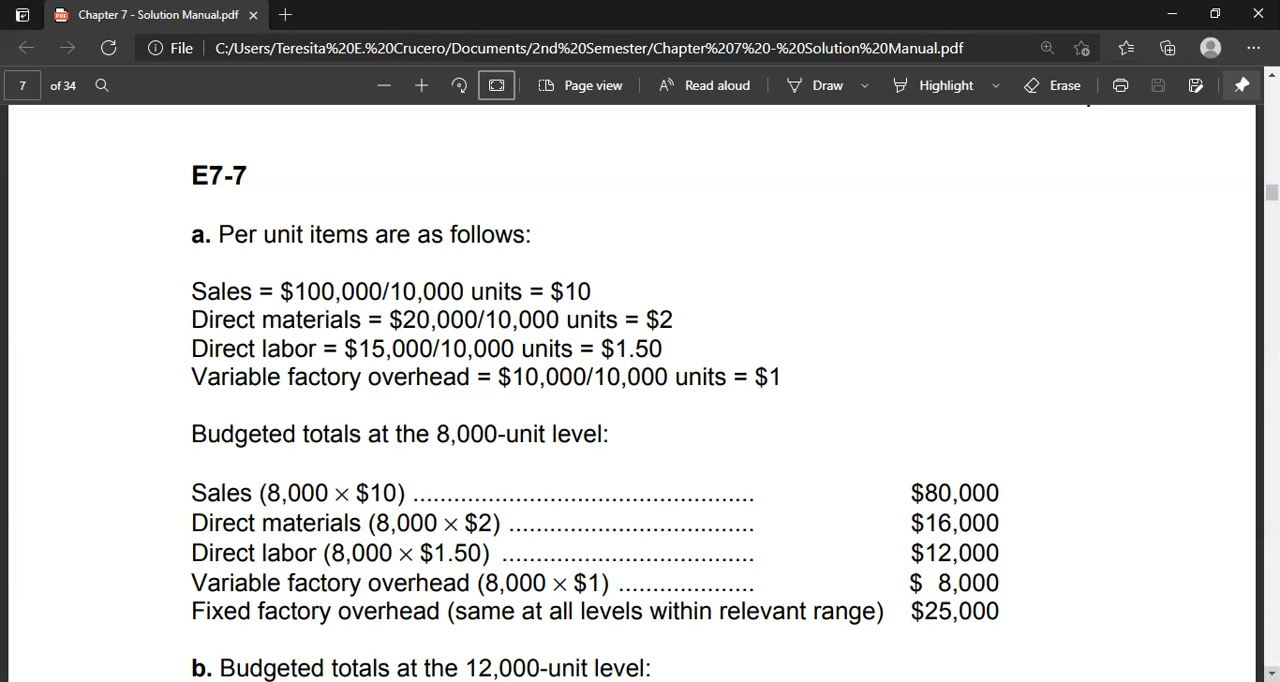 Chapter 7 - Solution Manual.pdf
File C:/Users/Teresita%20E.%20Crucero/Documents/2nd%20Semester/Chapter%207%20-%20Solution%20Manual.pdf
7 of 34 Page view Read aloud Draw Highlight Erase
E7-7
a. Per unit items are as follows:
Sales = $100,000/10,000 units = $10
Direct materials = $20,000/10,000 units = $2
Direct labor = $15,000/10,000 units = $1.50
Variable factory overhead = $10,000/10,000 units = $1
Budgeted totals at the 8,000-unit level:
Sales (8,000 × $10) ................................................... $80,000
Direct materials (8,000 × $2) ..................................... $16,000
Direct labor (8,000 × $1.50) ...................................... $12,000
Variable factory overhead (8,000 × $1) .................... $ 8,000
Fixed factory overhead (same at all levels within relevant range) $25,000
b. Budgeted totals at the 12,000-unit level: